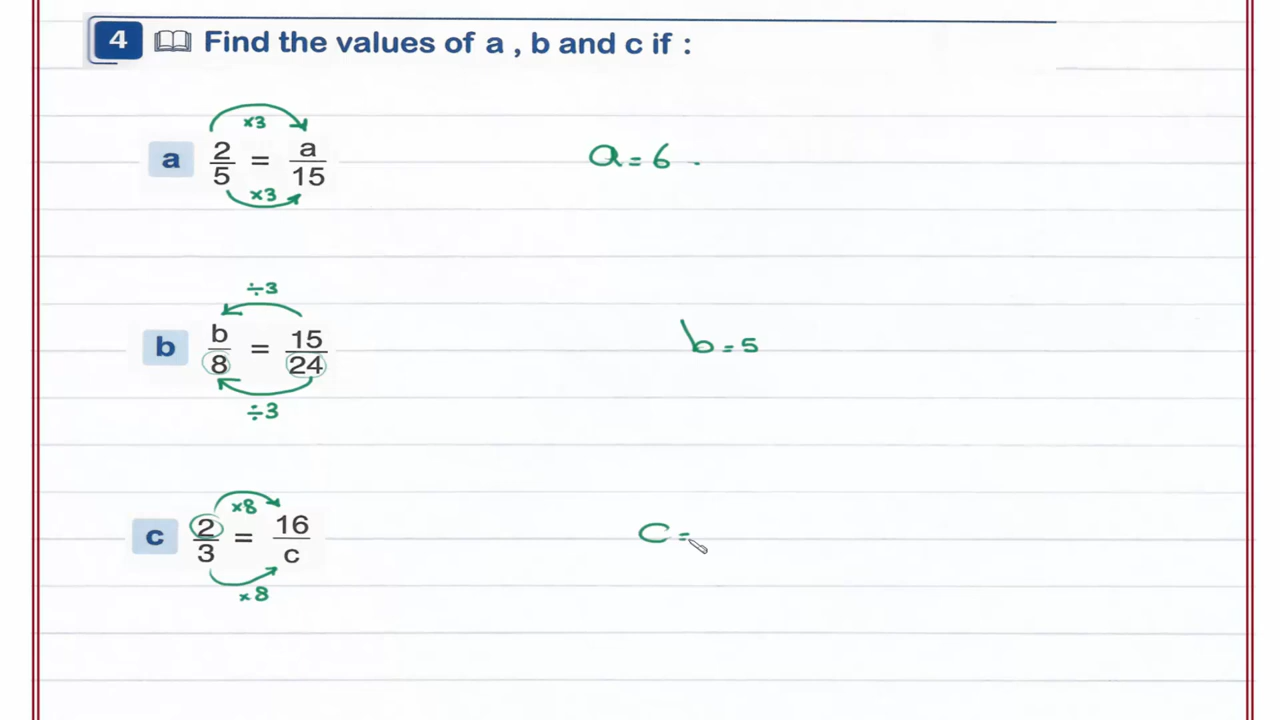 4 Find the values of a , b and c if :
×3
a 2/5 = a/15 a = 6 .
×3
÷3
b b/8 = 15/24 b = 5
÷3
×8
c 2/3 = 16/c c =
×8